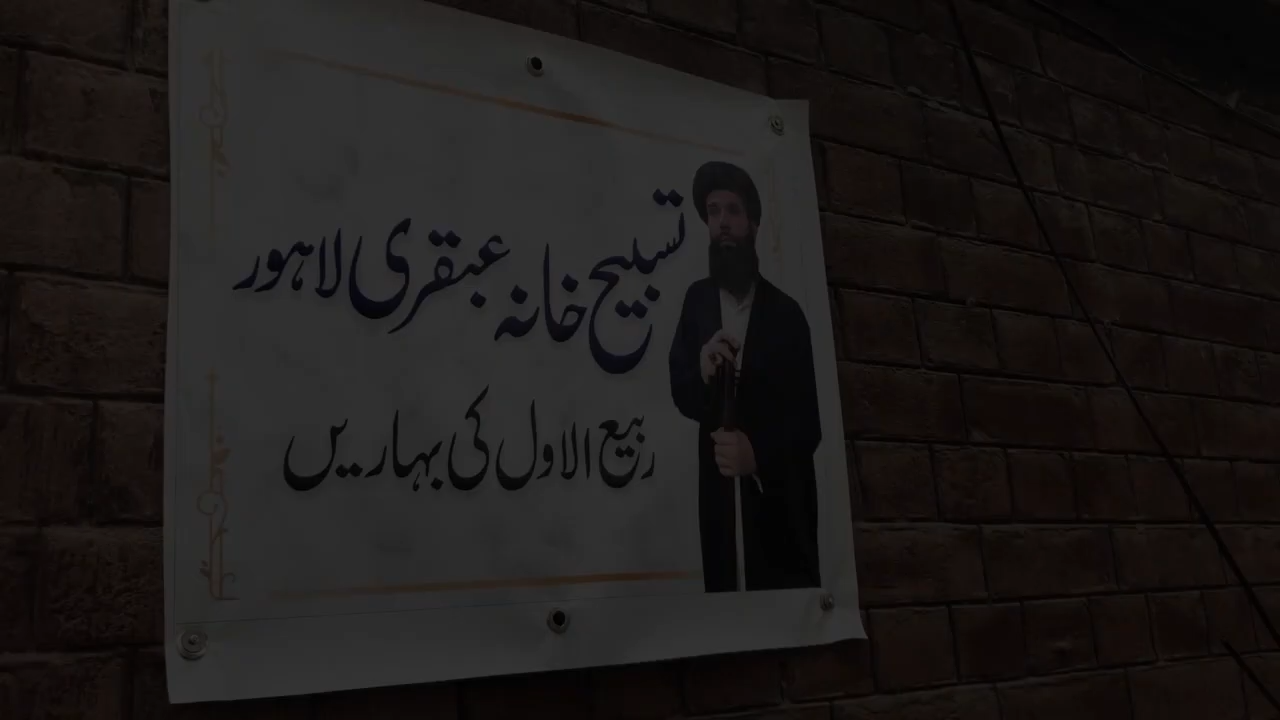 تسبیح خانہ عبقری لاہور
ربیع الاول کی بہاریں